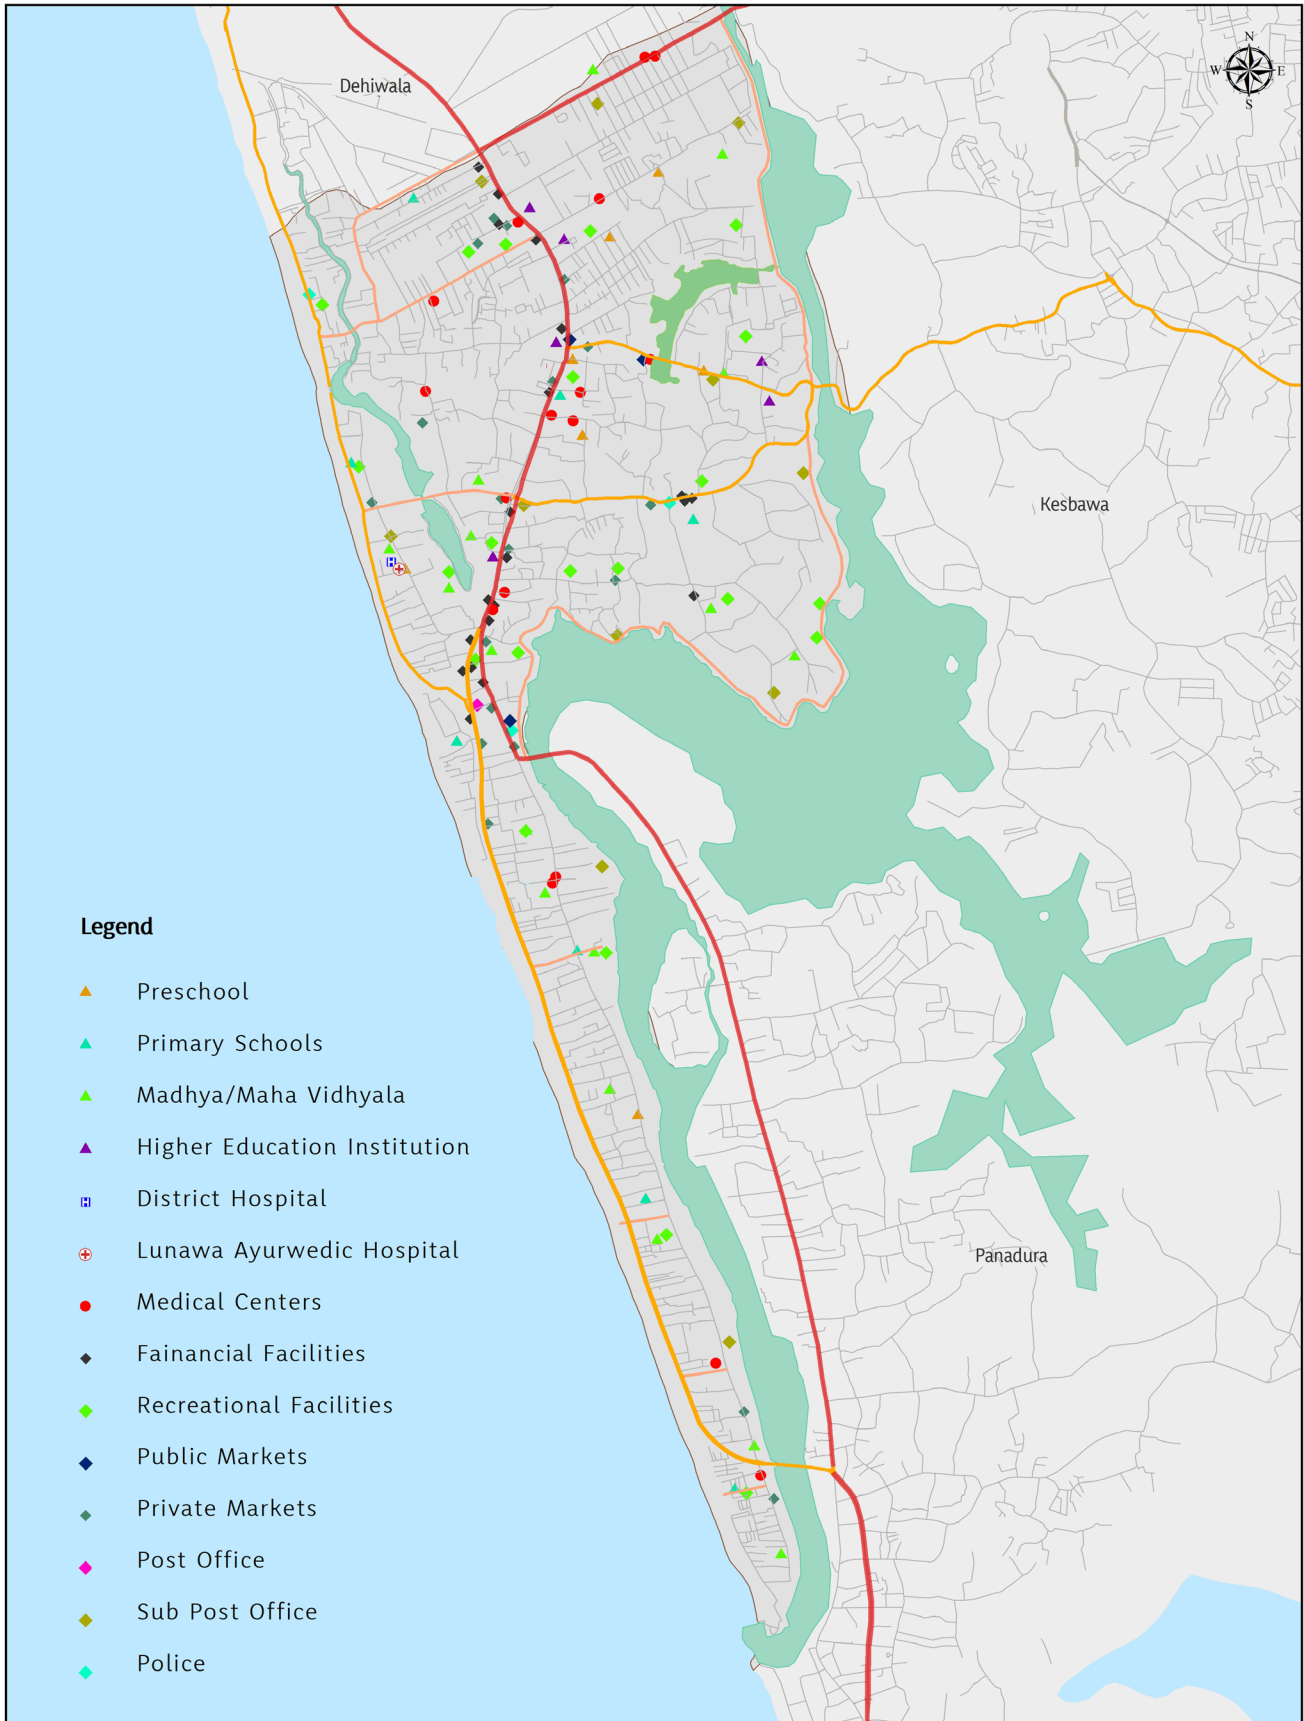 Dehiwala
N
W E
S
Kesbawa
Legend
Preschool
Primary Schools
Madhya/Maha Vidhyala
Higher Education Institution
H District Hospital
Lunawa Ayurwedic Hospital
Medical Centers
Fainancial Facilities
Recreational Facilities
Public Markets
Private Markets
Post Office
Sub Post Office
Police
Panadura